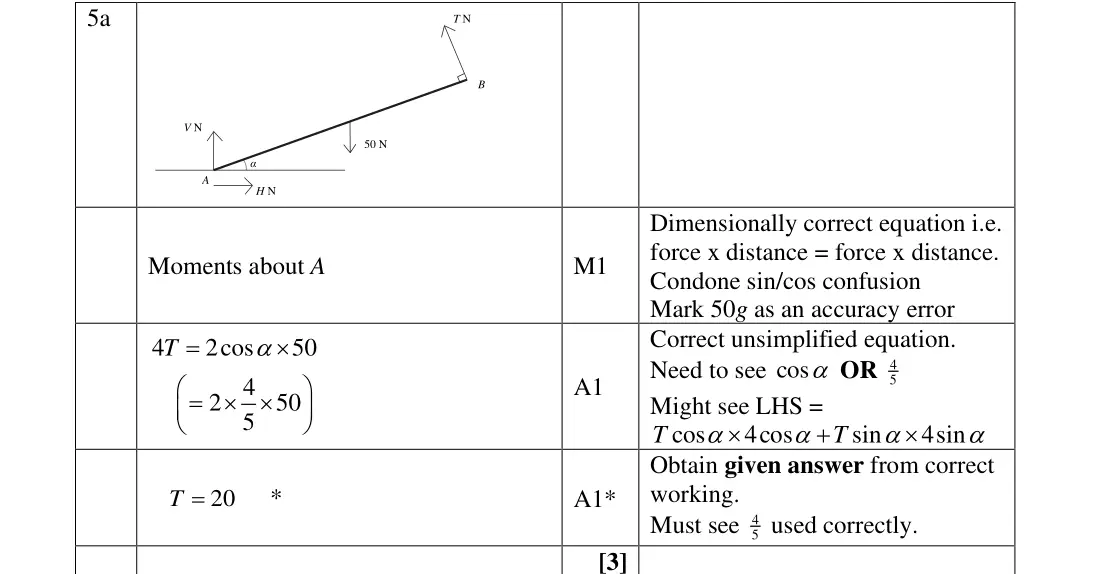 5a
T N
B
V N
50 N
α
A
H N
Moments about A
M1
Dimensionally correct equation i.e.
force x distance = force x distance.
Condone sin/cos confusion
Mark 50g as an accuracy error
4T = 2cos α × 50
(= 2 × 4/5 × 50)
A1
Correct unsimplified equation.
Need to see cos α OR 4/5
Might see LHS =
T cos α × 4cos α + T sin α × 4sin α
T = 20 *
A1*
Obtain given answer from correct
working.
Must see 4/5 used correctly.
[3]